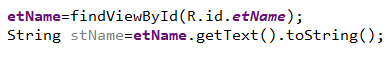 etName=findViewById(R.id.etName);
String stName=etName.getText().toString();